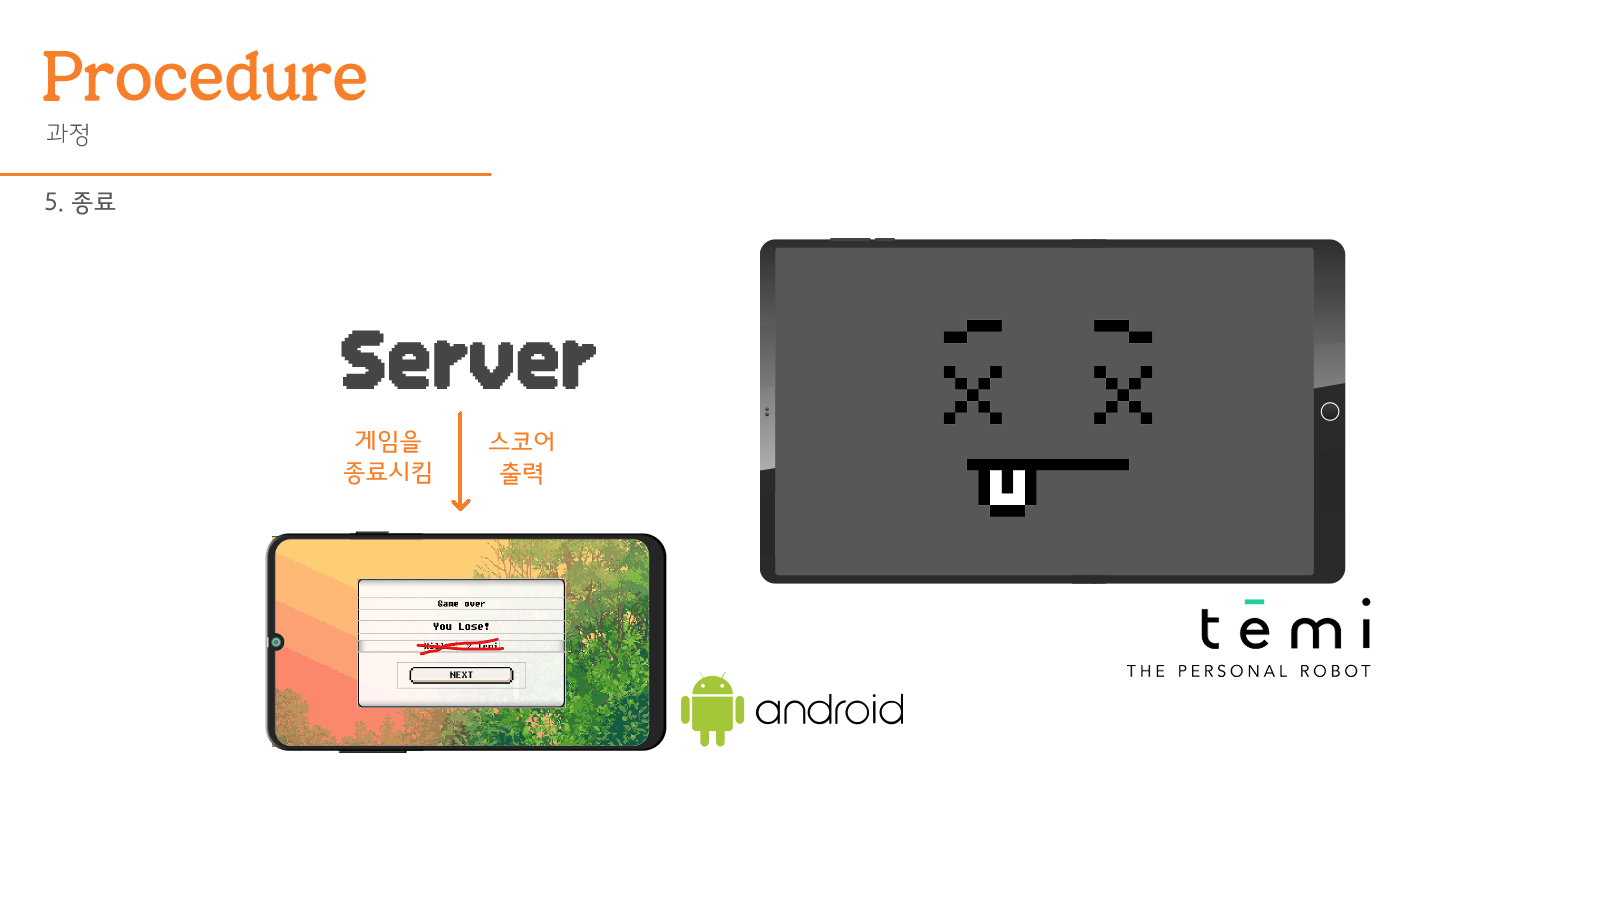 Procedure
과정
5. 종료
Server
게임을
종료시킴
스코어
출력
Game over
You Lose!
NEXT
android
temi
THE PERSONAL ROBOT